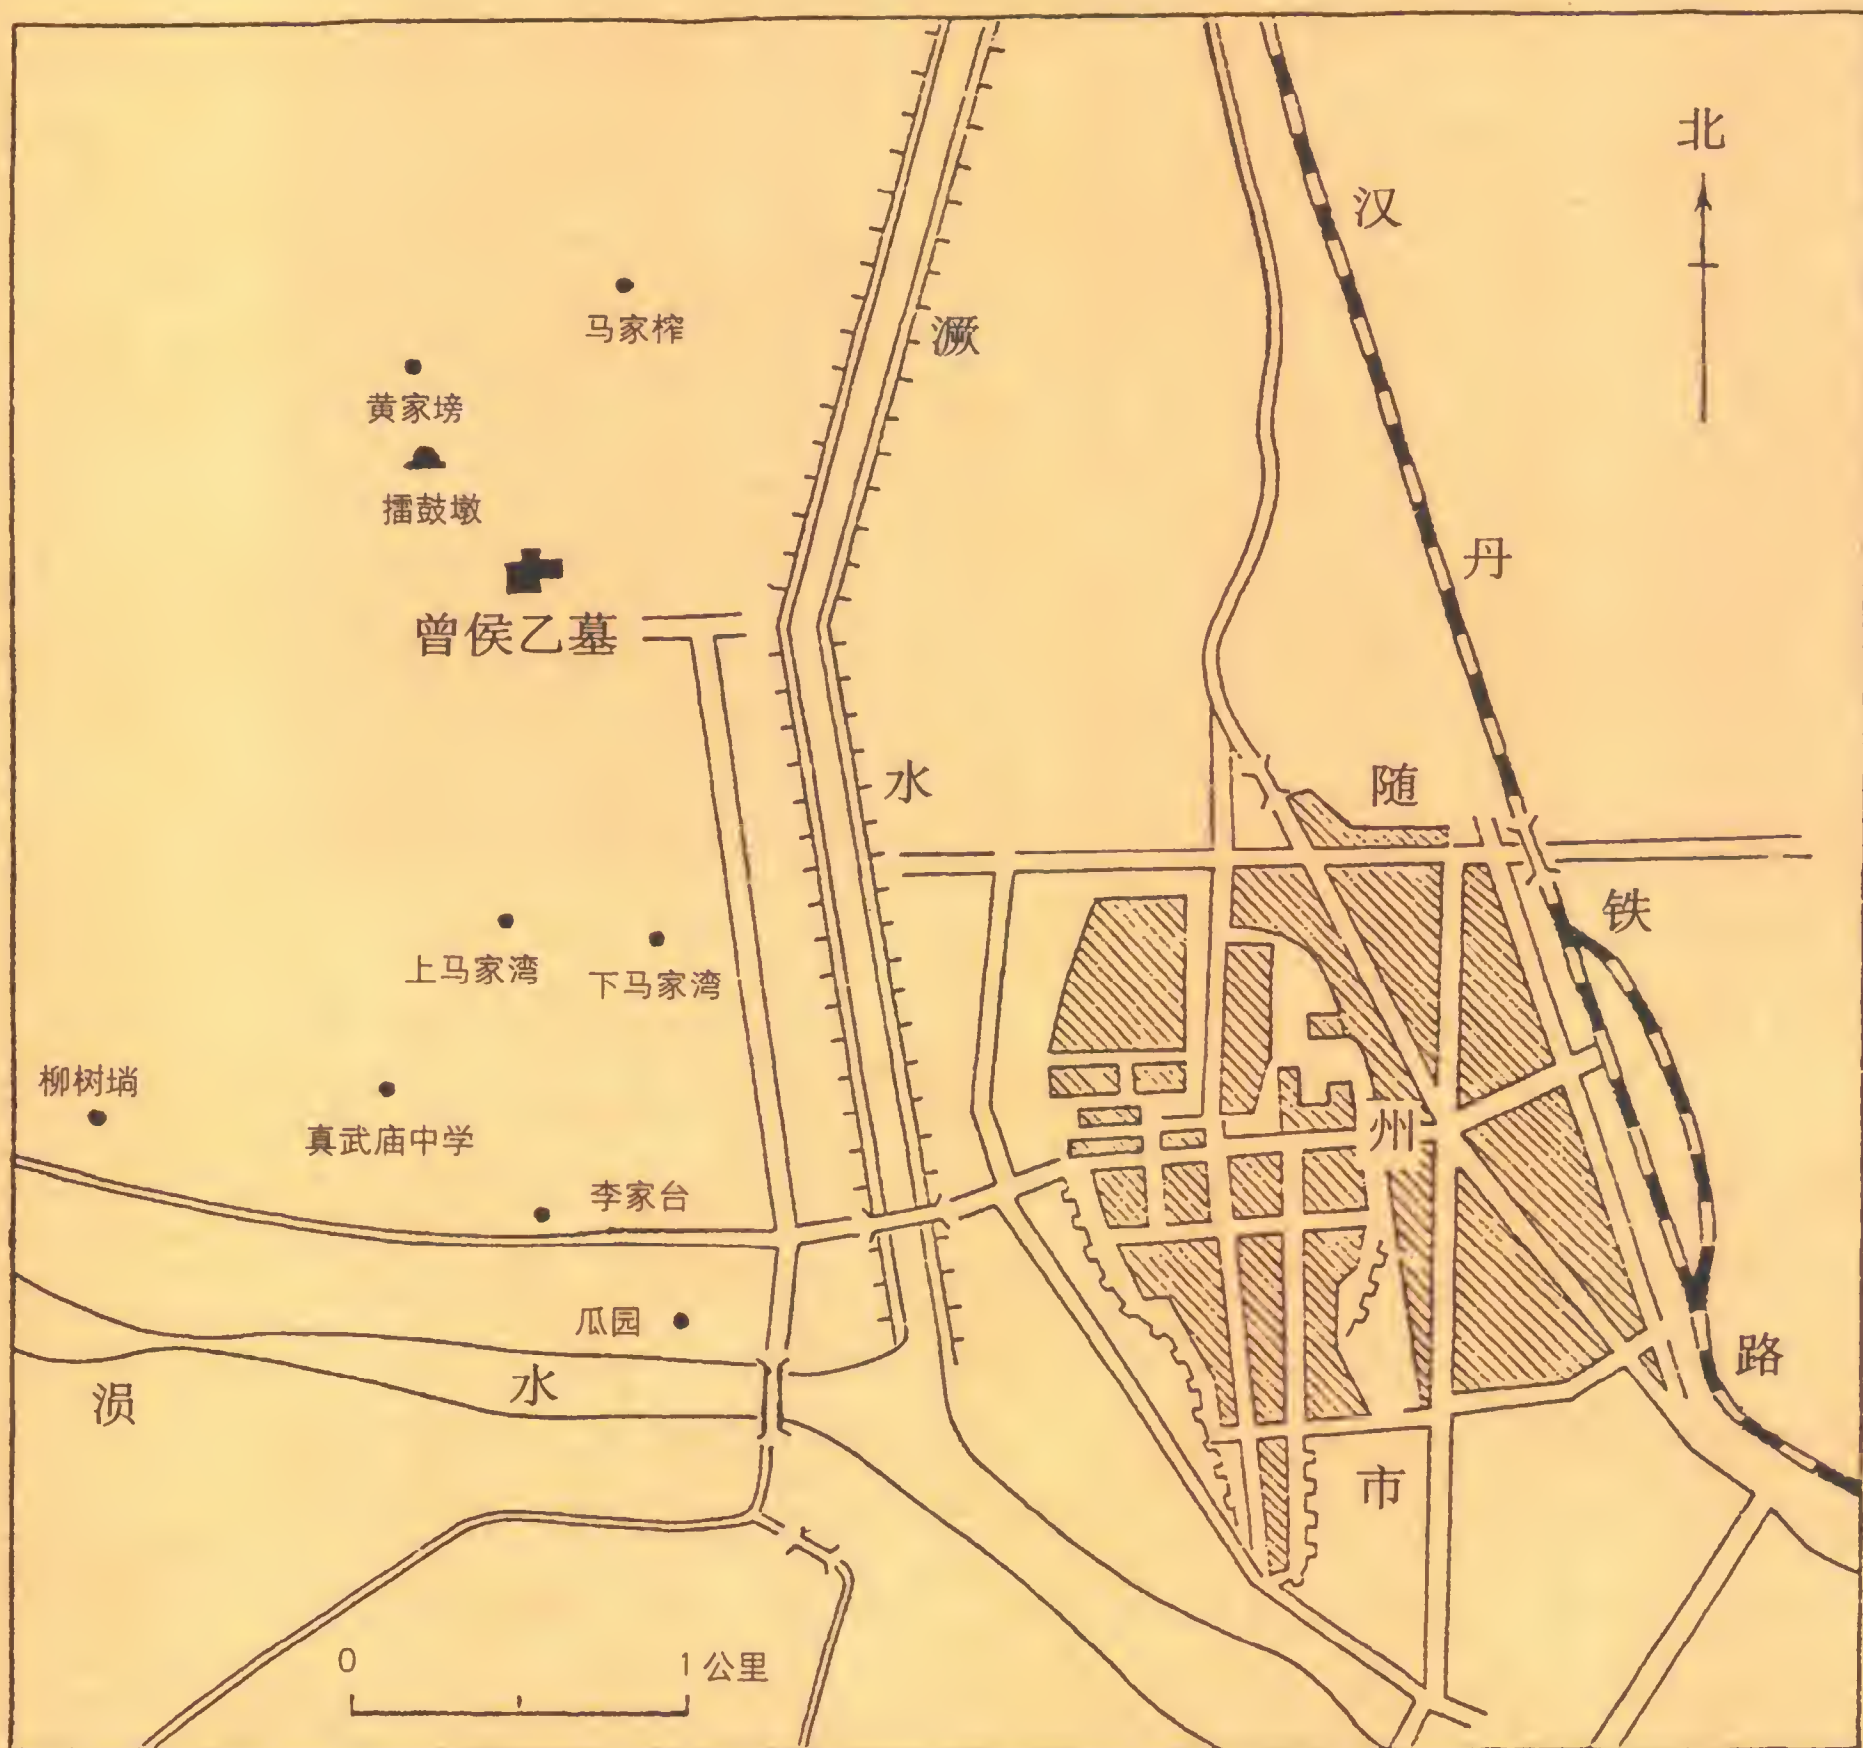 北
汉丹铁路
马家榨
㵐水
黄家塝
擂鼓墩
曾侯乙墓
随州市
上马家湾
下马家湾
柳树埫
真武庙中学
李家台
瓜园
涢水
0 1公里